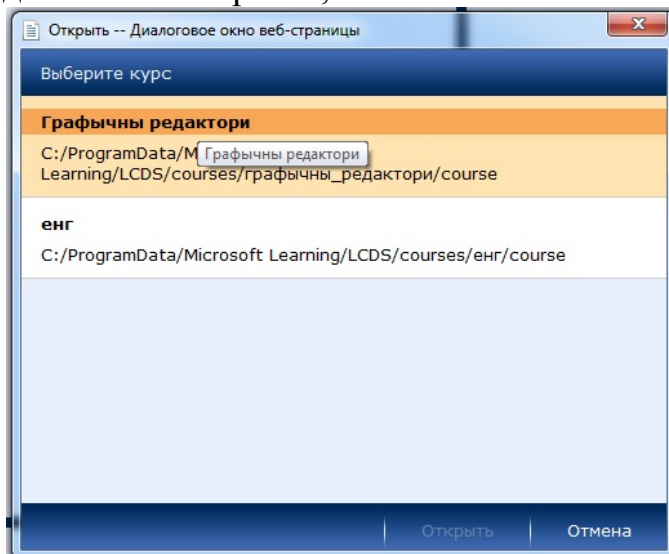 Открыть -- Диалоговое окно веб-страницы
Выберите курс
Графычны редактори
C:/ProgramData/M
Графычны редактори
Learning/LCDS/courses/графычны_редактори/course
енг
C:/ProgramData/Microsoft Learning/LCDS/courses/енг/course
Открыть
Отмена